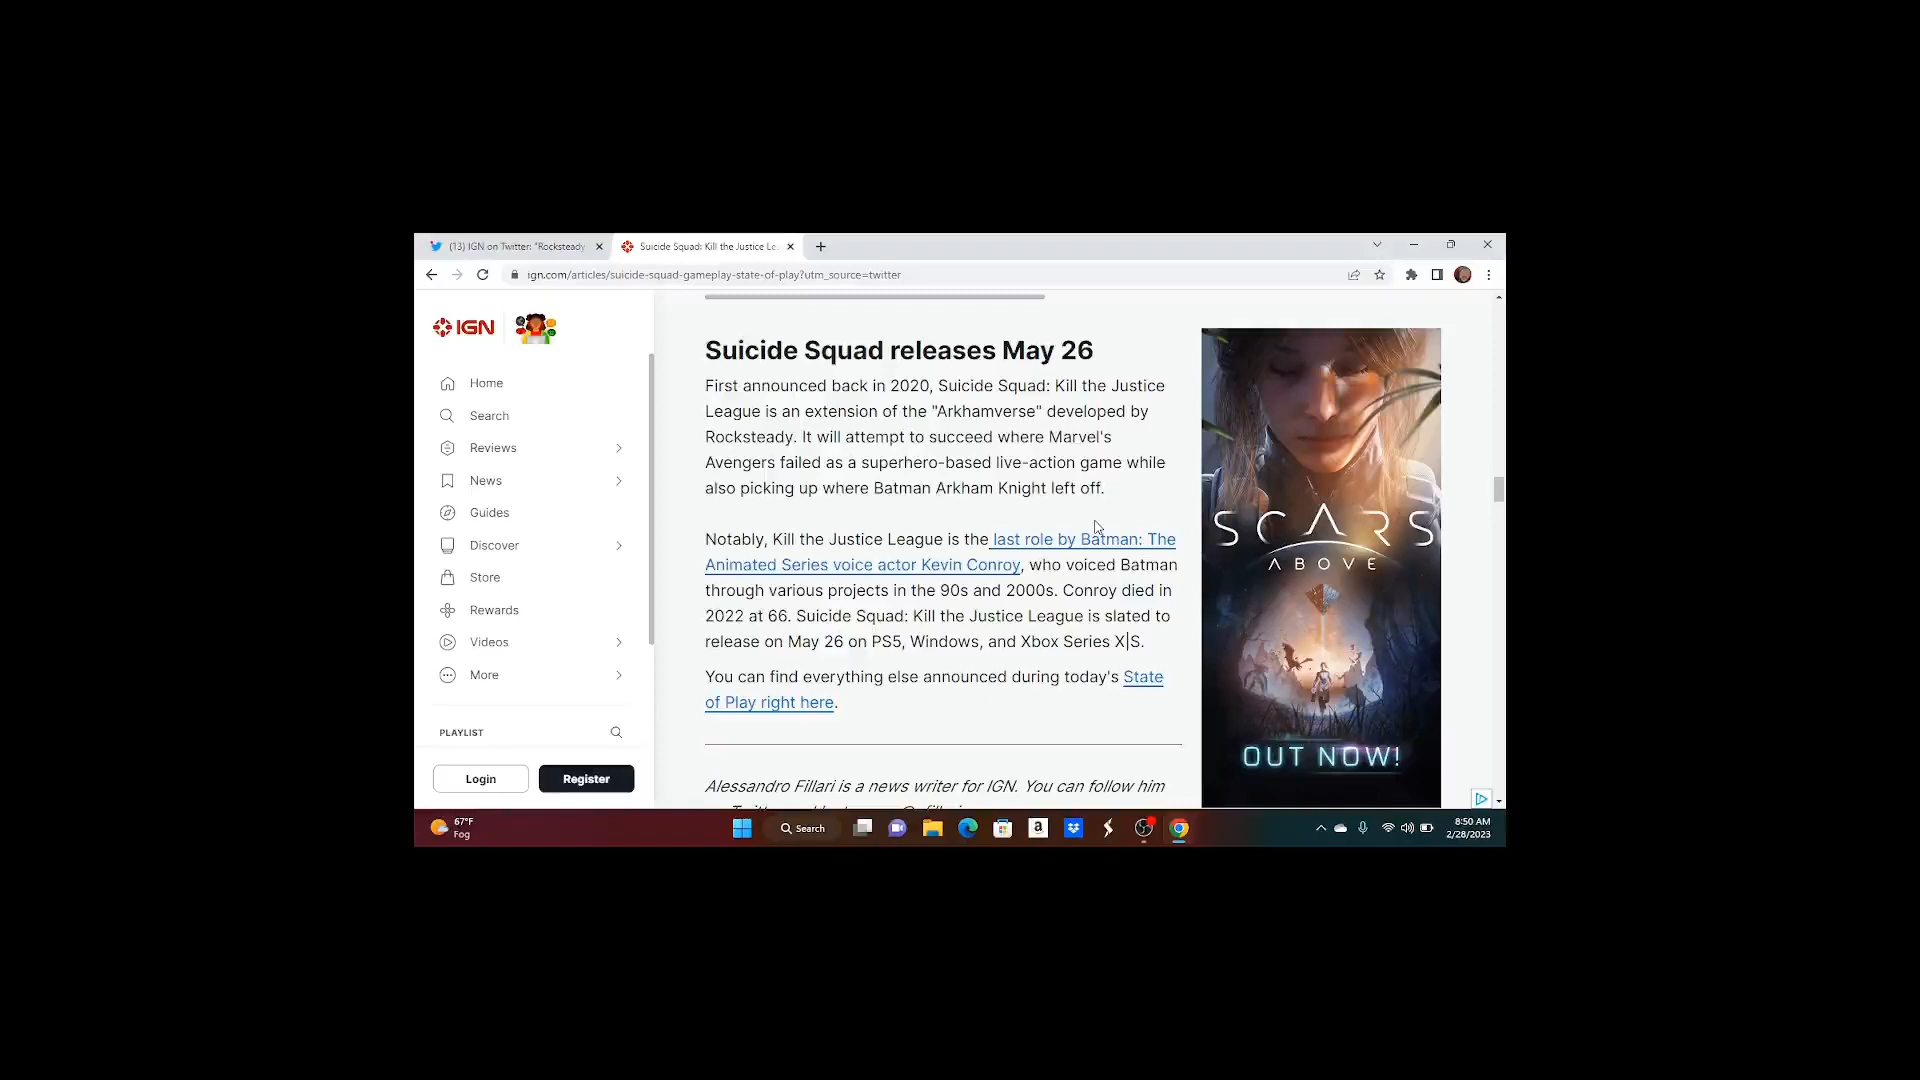 (13) IGN on Twitter: "Rocksteady
Suicide Squad: Kill the Justice Le
ign.com/articles/suicide-squad-gameplay-state-of-play?utm_source=twitter
IGN
Home
Search
Reviews
News
Guides
Discover
Store
Rewards
Videos
More
PLAYLIST
Login
Register
Suicide Squad releases May 26
First announced back in 2020, Suicide Squad: Kill the Justice
League is an extension of the "Arkhamverse" developed by
Rocksteady. It will attempt to succeed where Marvel's
Avengers failed as a superhero-based live-action game while
also picking up where Batman Arkham Knight left off.
Notably, Kill the Justice League is the last role by Batman: The
Animated Series voice actor Kevin Conroy, who voiced Batman
through various projects in the 90s and 2000s. Conroy died in
2022 at 66. Suicide Squad: Kill the Justice League is slated to
release on May 26 on PS5, Windows, and Xbox Series X|S.
You can find everything else announced during today's State
of Play right here.
Alessandro Fillari is a news writer for IGN. You can follow him
SCARS
ABOVE
OUT NOW!
67°F
Fog
Search
a
8:50 AM
2/28/2023